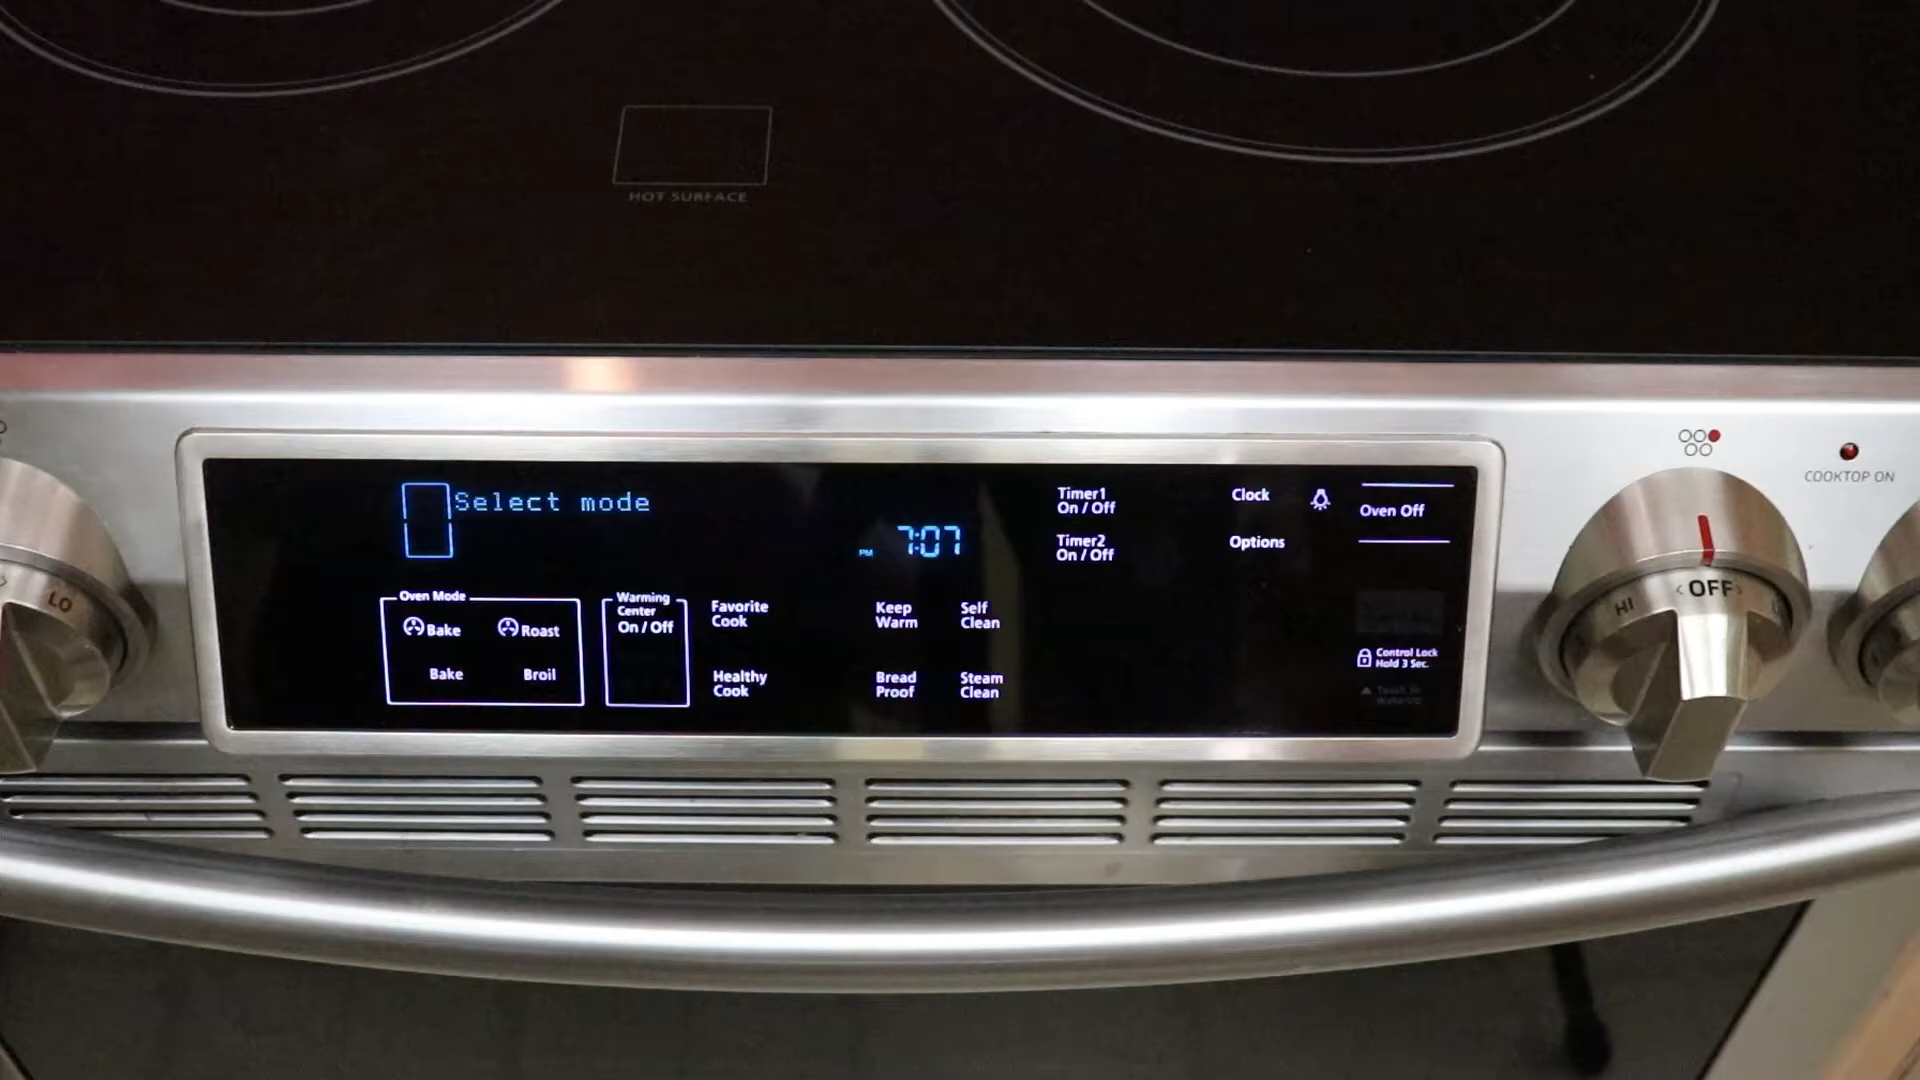 HOT SURFACE
Select mode
PM 7:07
Timer1
On / Off
Timer2
On / Off
Clock
Options
Oven Off
Oven Mode
Bake
Roast
Bake
Broil
Warming
Center
On / Off
Favorite
Cook
Healthy
Cook
Keep
Warm
Self
Clean
Bread
Proof
Steam
Clean
Control Lock
Hold 3 Sec.
LO
HI
OFF
COOKTOP ON